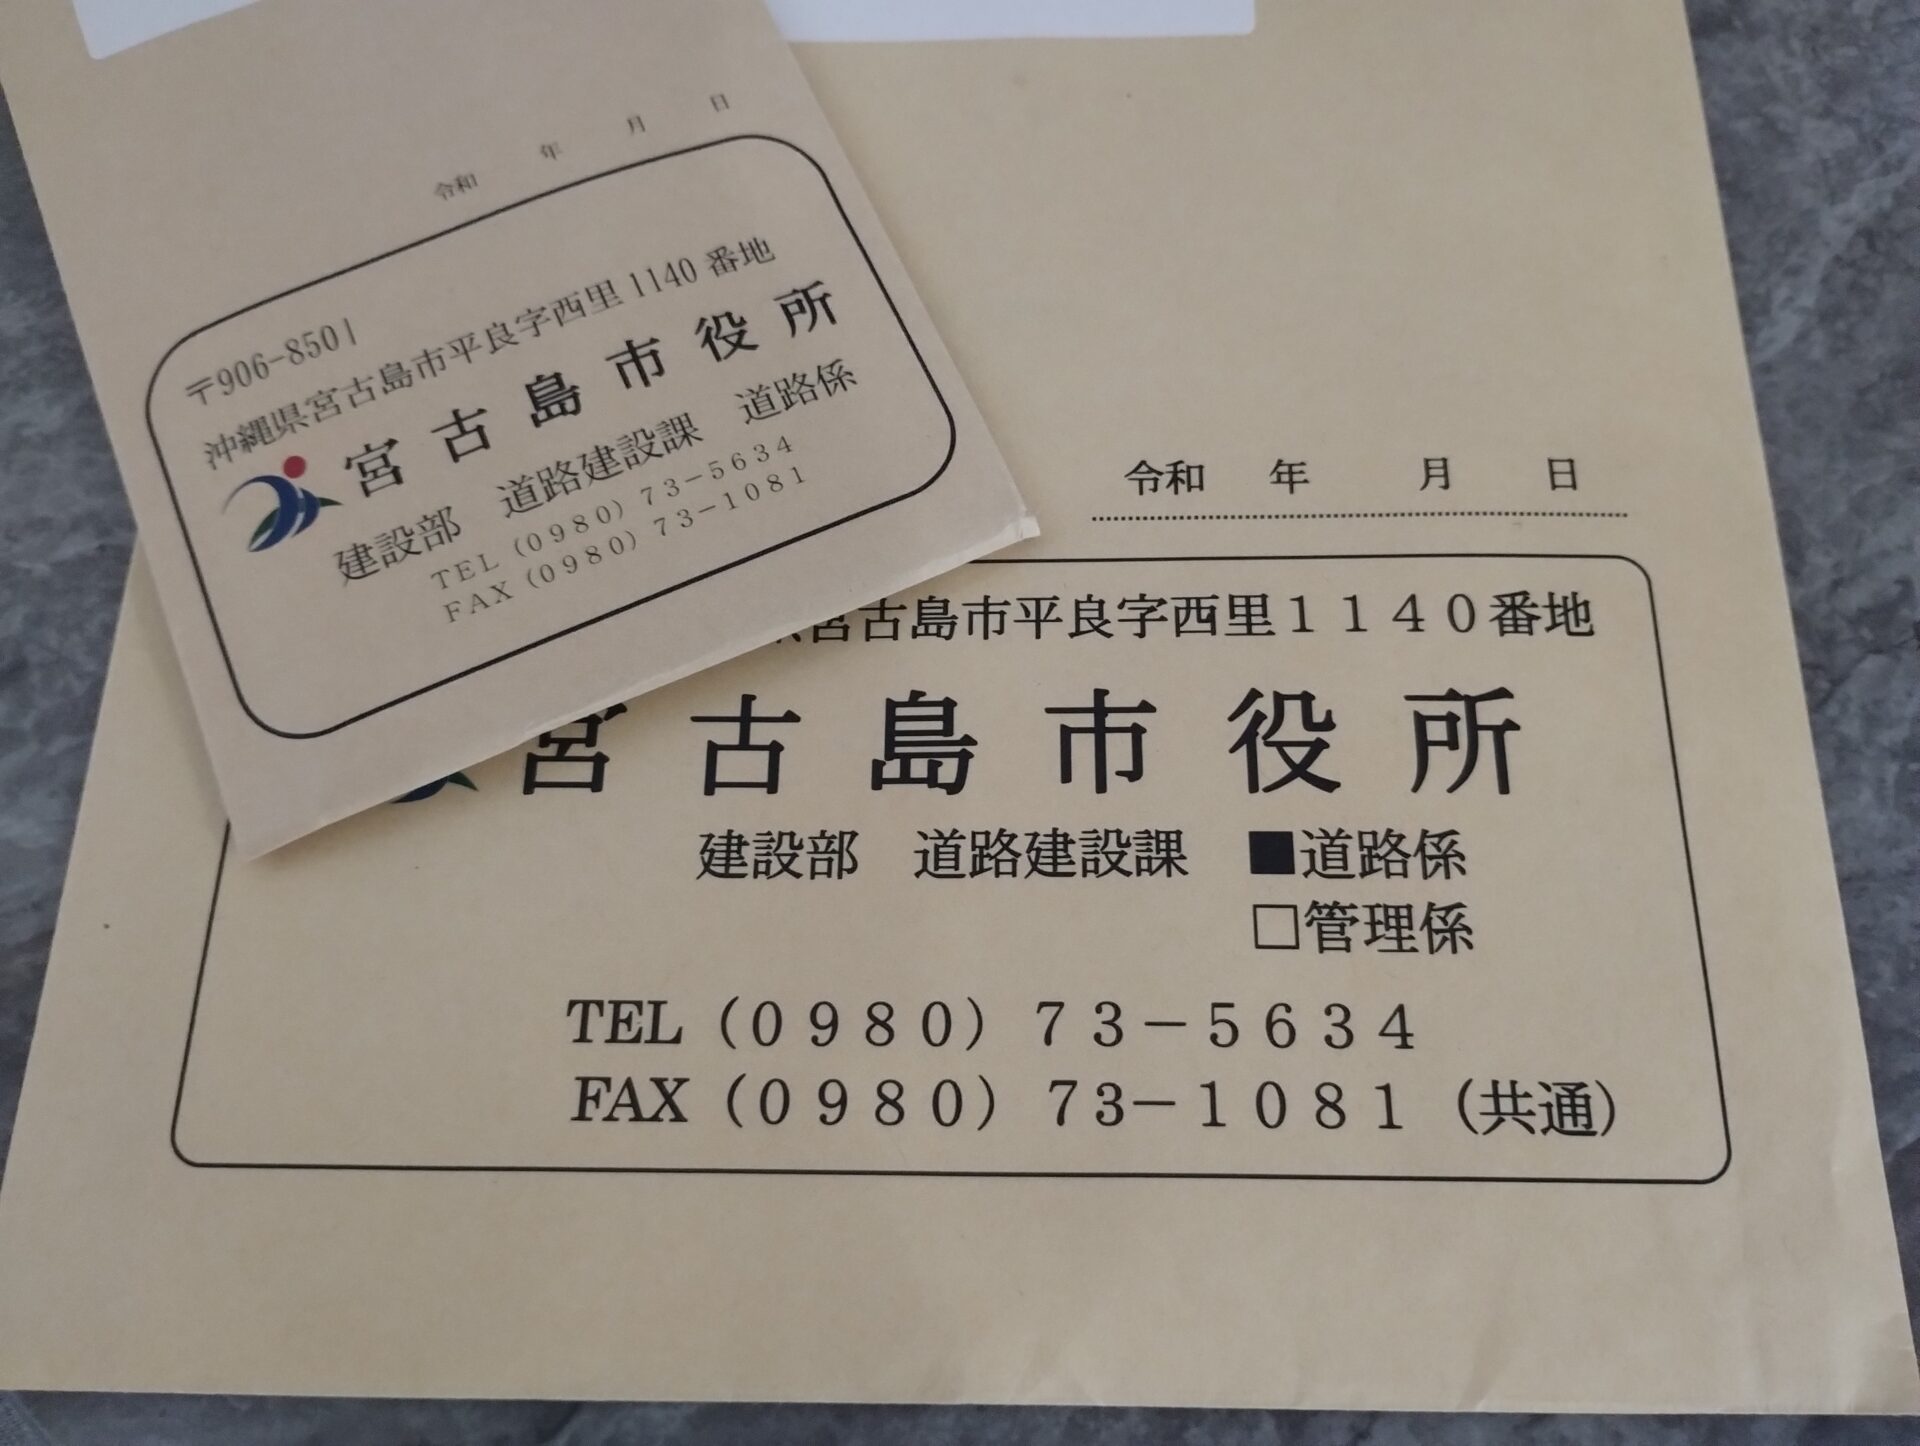 令和 年 月 日
〒906-8501
沖縄県宮古島市平良字西里1140番地
宮古島市役所
建設部 道路建設課 道路係
TEL（0980）73－5634
FAX（0980）73－1081
令和 年 月 日
宮古島市平良字西里１１４０番地
宮古島市役所
建設部 道路建設課 ■道路係
□管理係
TEL（０９８０）７３－５６３４
FAX（０９８０）７３－１０８１（共通）